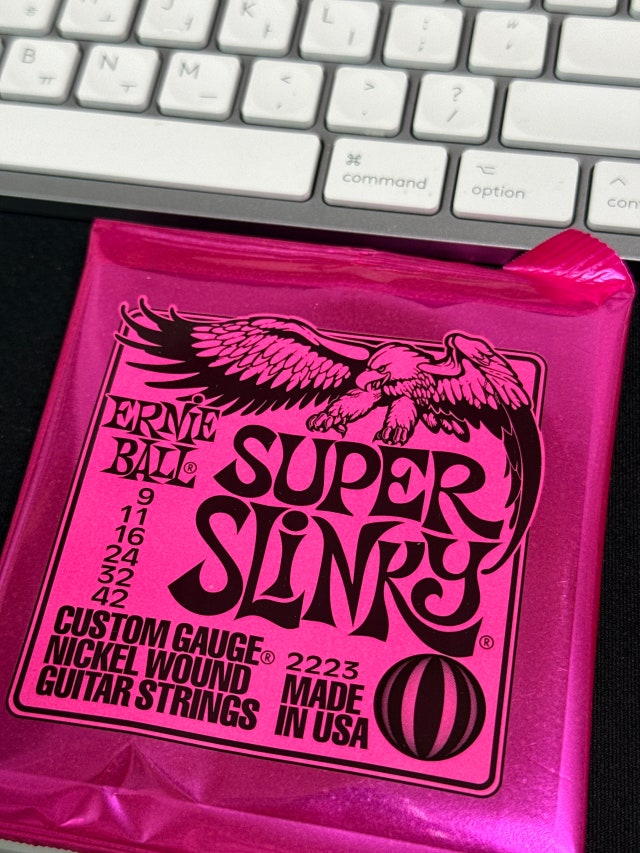 J ㅓ
K ㅏ
L ㅣ
B ㅠ
N ㅜ
M ㅡ
<
,
>
.
?
/
⌘
command
⌥
option
^
ERNiE
BALL®
9
11
16
24
32
42
SUPER
SLiNKY®
CUSTOM GAUGE®
NICKEL WOUND
GUITAR STRINGS
2223
MADE
IN USA